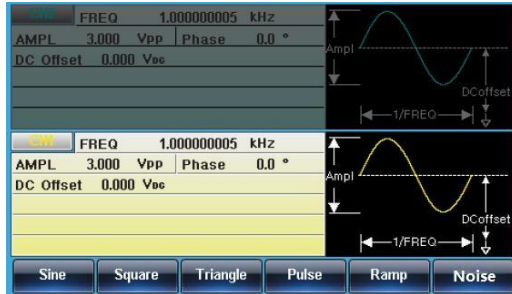 FREQ 1.000000005 kHz
AMPL 3.000 Vpp Phase 0.0 °
DC Offset 0.000 VDC
Ampl
DCoffset
1/FREQ
FREQ 1.000000005 kHz
AMPL 3.000 Vpp Phase 0.0 °
DC Offset 0.000 VDC
Ampl
DCoffset
1/FREQ
Sine Square Triangle Pulse Ramp Noise